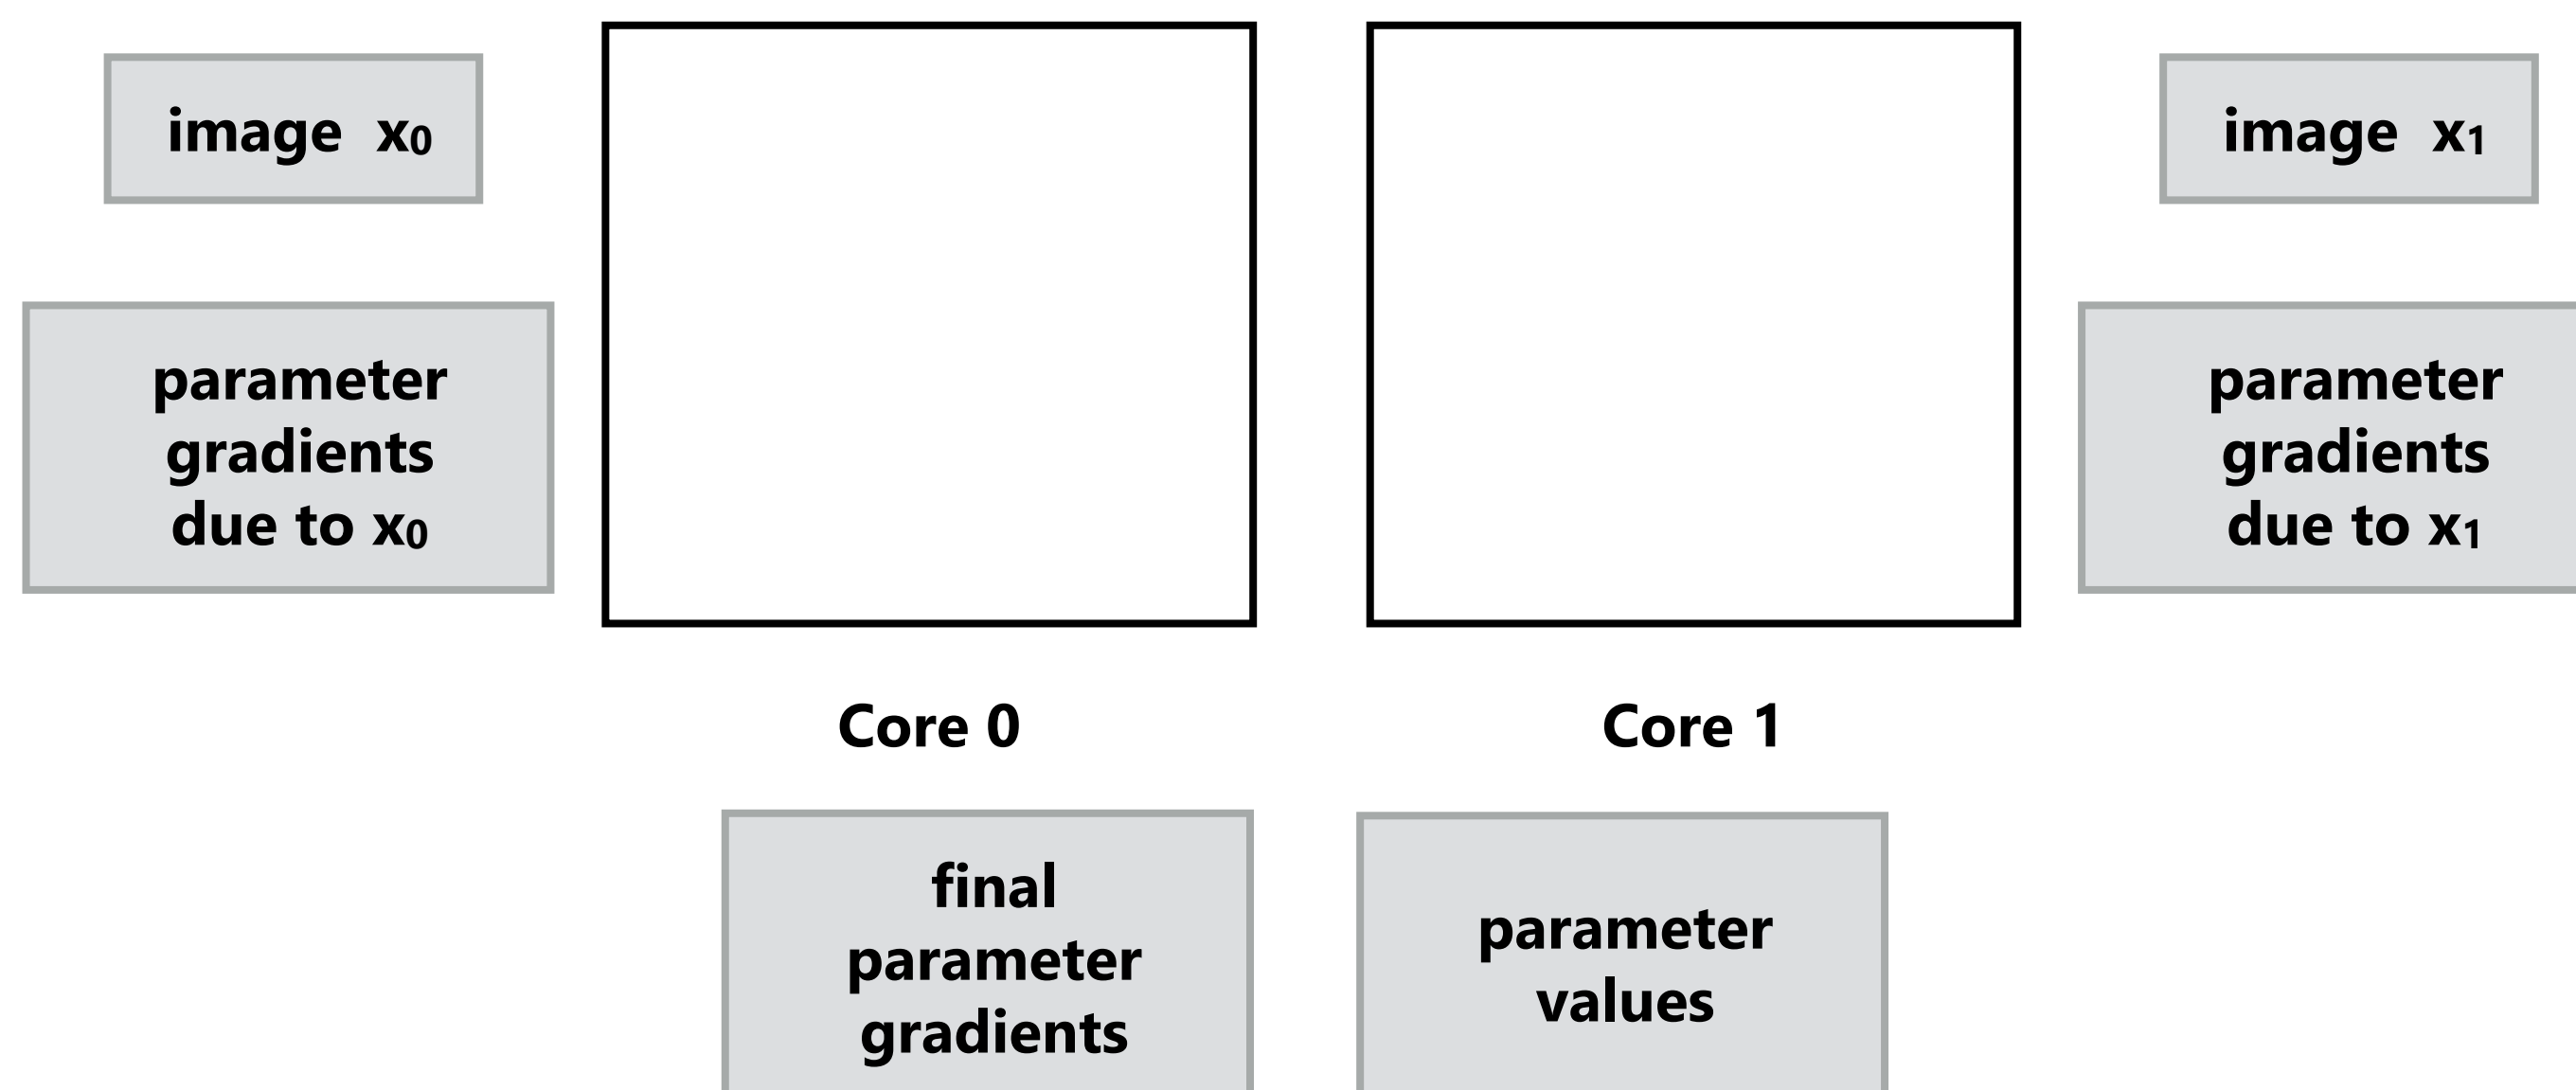 image x₀
image x₁
parameter
gradients
due to x₀
parameter
gradients
due to x₁
Core 0
Core 1
final
parameter
gradients
parameter
values